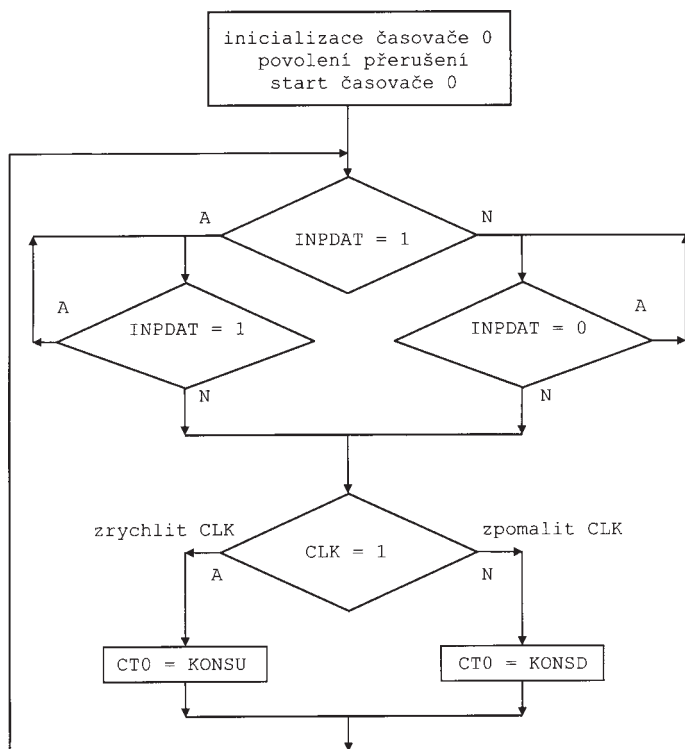 inicializace časovače 0
povolení přerušení
start časovače 0
A
N
INPDAT = 1
A
INPDAT = 1
INPDAT = 0
A
N
N
zrychlit CLK
zpomalit CLK
CLK = 1
A
N
CT0 = KONSU
CT0 = KONSD